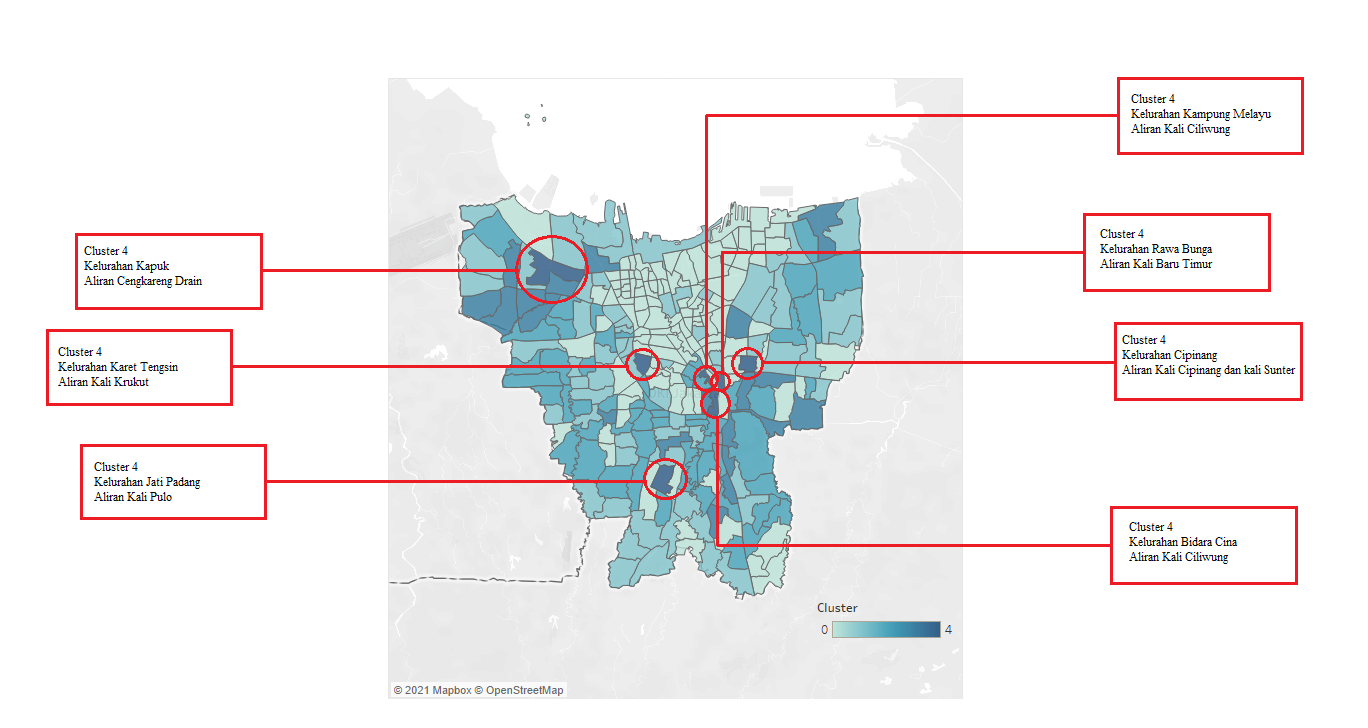 Cluster 4
Kelurahan Kampung Melayu
Aliran Kali Ciliwung
Cluster 4
Kelurahan Rawa Bunga
Aliran Kali Baru Timur
Cluster 4
Kelurahan Kapuk
Aliran Cengkareng Drain
Cluster 4
Kelurahan Karet Tengsin
Aliran Kali Krukut
Cluster 4
Kelurahan Cipinang
Aliran Kali Cipinang dan kali Sunter
Cluster 4
Kelurahan Jati Padang
Aliran Kali Pulo
Cluster 4
Kelurahan Bidara Cina
Aliran Kali Ciliwung
Cluster
0 4
© 2021 Mapbox © OpenStreetMap